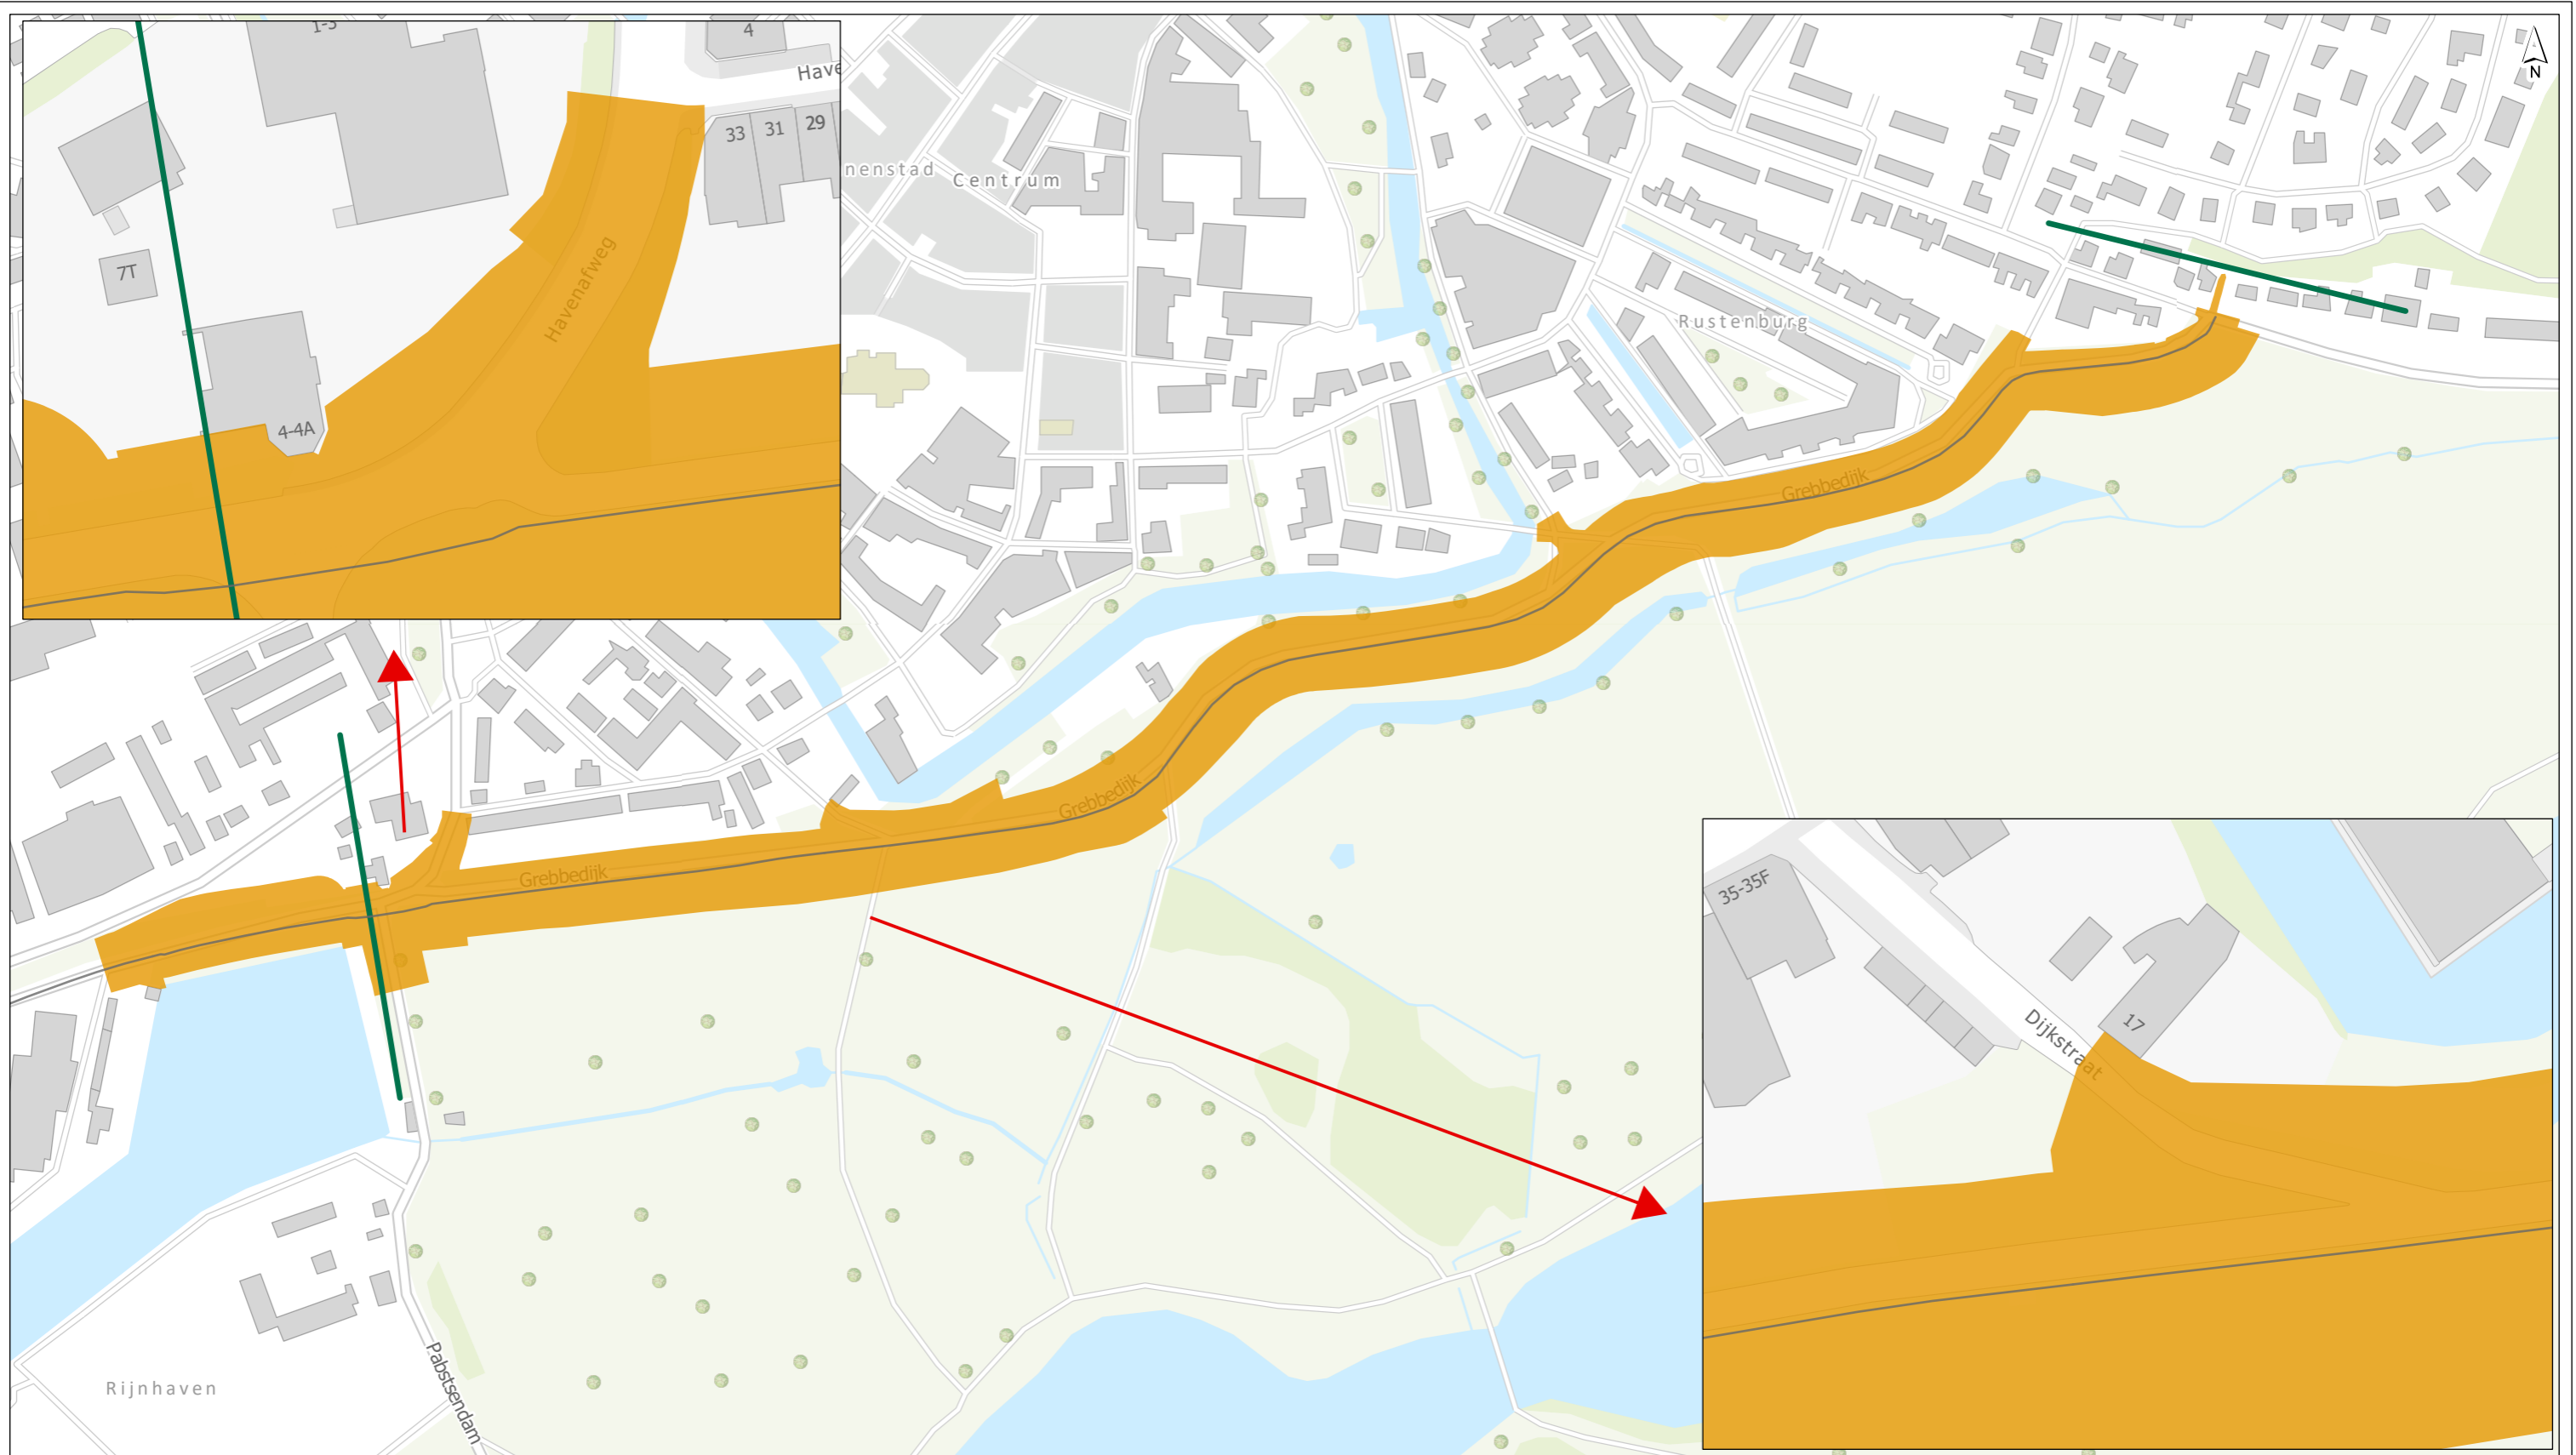 1-3
4
Have
33
31
29
Havenafweg
7T
4-4A
nenstad
Centrum
N
Rustenburg
Grebbedijk
Grebbedijk
Grebbedijk
35-35F
17
Dijkstraat
Pabstsendam
Rijnhaven